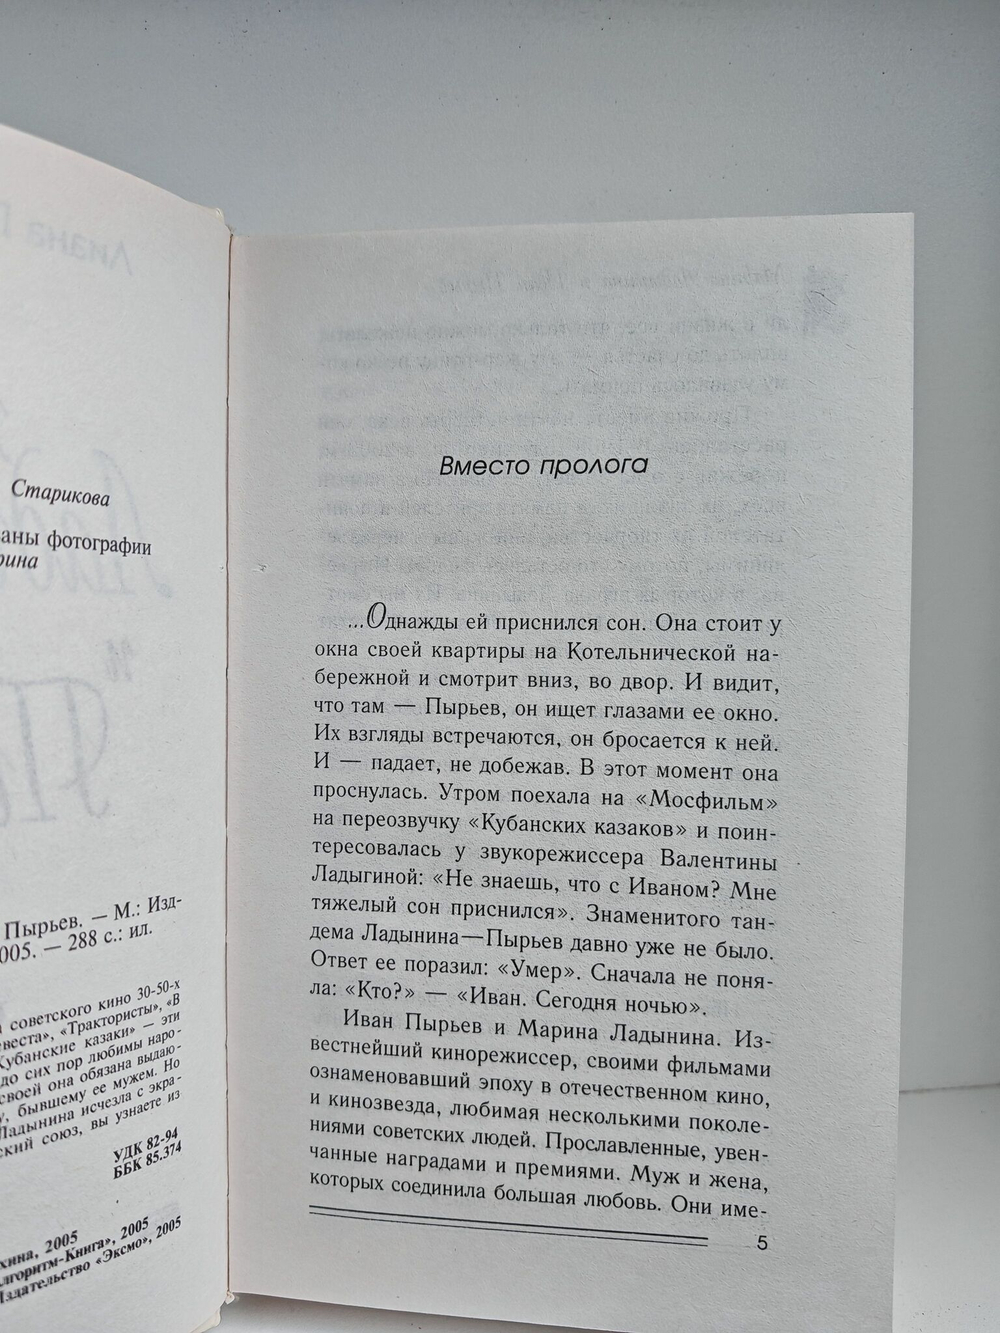 Старикова
аны фотографии
рина
Пырьев. — М.: Изд-
005. — 288 с.: ил.
советского кино 30-50-х
веста», «Трактористы», «В
Кубанские казаки» — эти
до сих пор любимы наро-
своей она обязана выдаю-
у, бывшему ее мужем. Но
Ладынина исчезла с экра-
ский союз, вы узнаете из
УДК 82-94
ББК 85.374
хина, 2005
лгоритм-Книга», 2005
Издательство «Эксмо», 2005
Вместо пролога
...Однажды ей приснился сон. Она стоит у
окна своей квартиры на Котельнической на-
бережной и смотрит вниз, во двор. И видит,
что там — Пырьев, он ищет глазами ее окно.
Их взгляды встречаются, он бросается к ней.
И — падает, не добежав. В этот момент она
проснулась. Утром поехала на «Мосфильм»
на переозвучку «Кубанских казаков» и поин-
тересовалась у звукорежиссера Валентины
Ладыгиной: «Не знаешь, что с Иваном? Мне
тяжелый сон приснился». Знаменитого тан-
дема Ладынина—Пырьев давно уже не было.
Ответ ее поразил: «Умер». Сначала не поня-
ла: «Кто?» — «Иван. Сегодня ночью».
Иван Пырьев и Марина Ладынина. Из-
вестнейший кинорежиссер, своими фильмами
ознаменовавший эпоху в отечественном кино,
и кинозвезда, любимая несколькими поколе-
ниями советских людей. Прославленные, увен-
чанные наградами и премиями. Муж и жена,
которых соединила большая любовь. Они име-
5